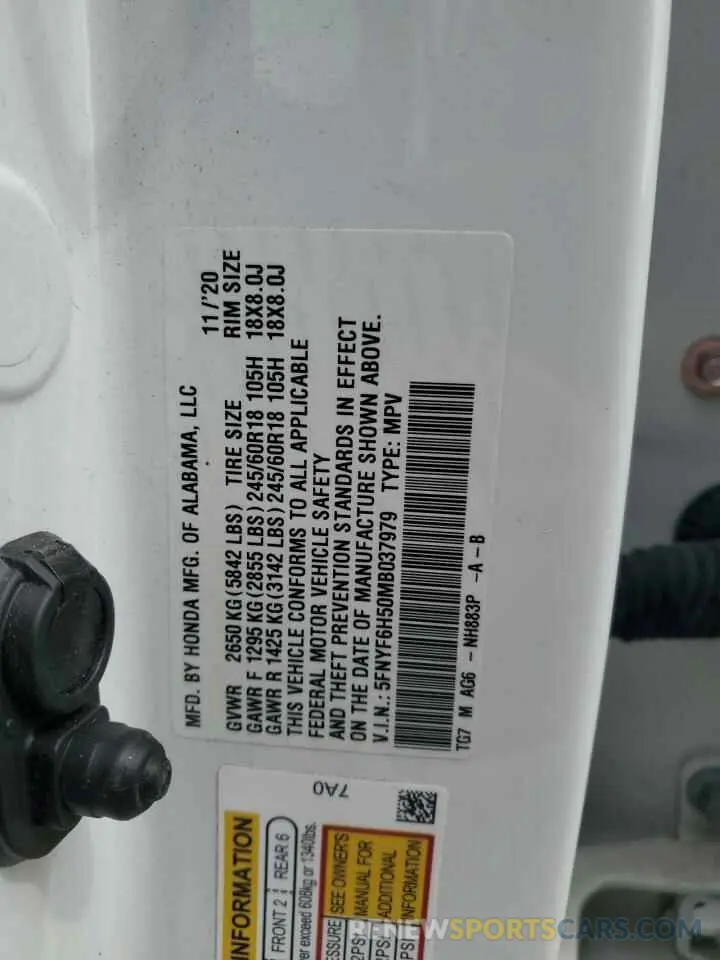 MFD. BY HONDA MFG. OF ALABAMA, LLC 11/'20
GVWR 2650 KG(5842 LBS) TIRE SIZE RIM SIZE
GAWR F 1295 KG(2855 LBS)245/60R18 105H 18X8.0J
GAWR R 1425 KG(3142 LBS)245/60R18 105H 18X8.0J
THIS VEHICLE CONFORMS TO ALL APPLICABLE
FEDERAL MOTOR VEHICLE SAFETY
AND THEFT PREVENTION STANDARDS IN EFFECT
ON THE DATE OF MANUFACTURE SHOWN ABOVE.
V.I.N.: 5FNYF6H50MB037979 TYPE: MPV
TG7 M AG6 - NH883P -A-B
7A0
INFORMATION
FRONT 2 REAR 6
exceed 608kg or 1340lbs.
SEE OWNER'S
MANUAL FOR
ADDITIONAL
INFORMATION
RENEWSPORTSCARS.COM